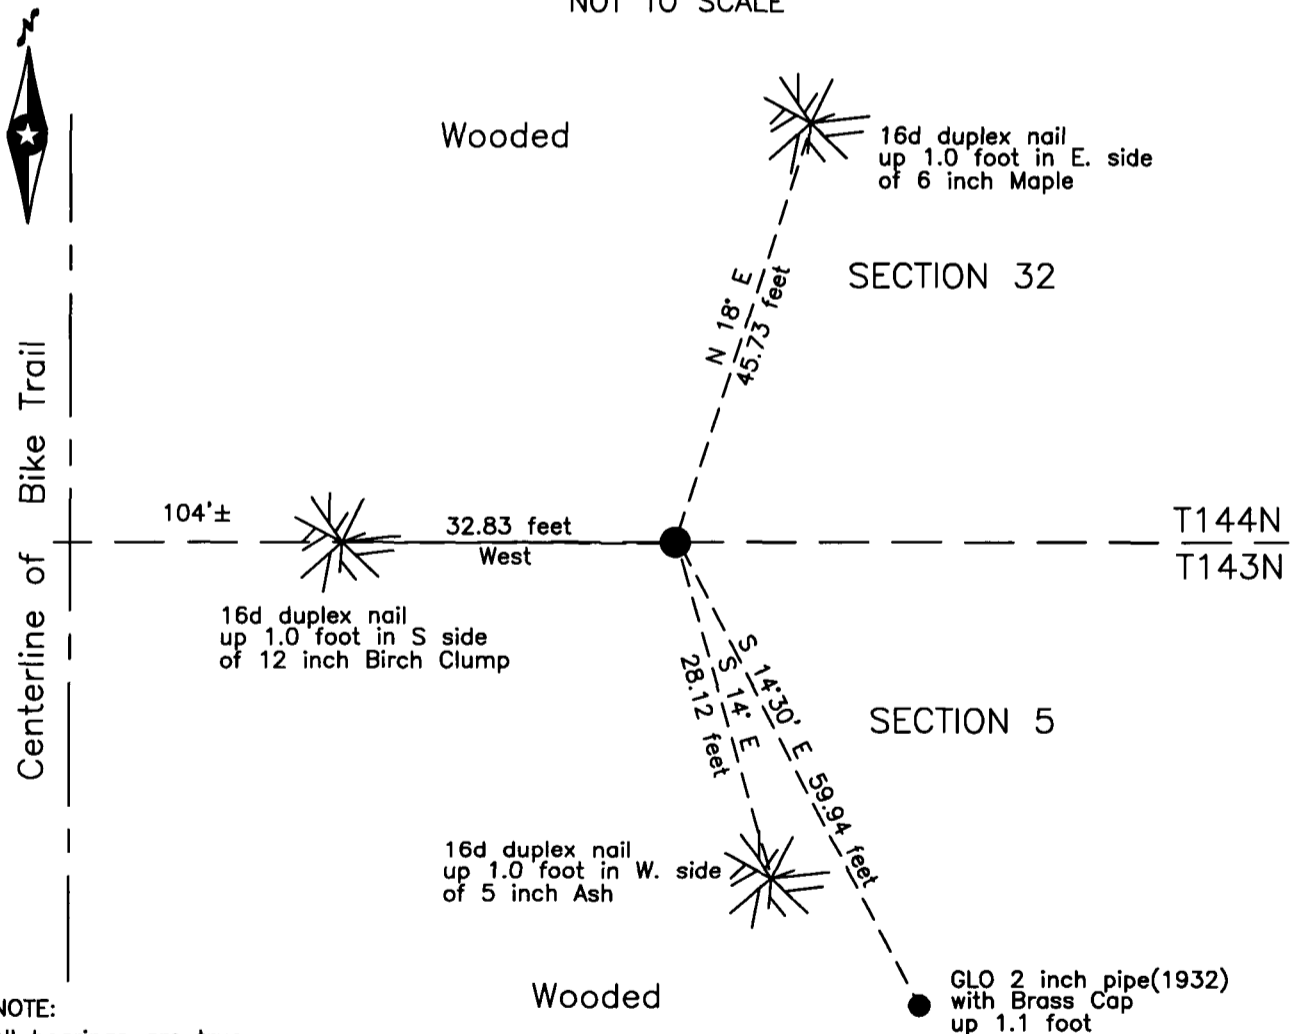 NOT TO SCALE
N
Wooded
16d duplex nail
up 1.0 foot in E. side
of 6 inch Maple
SECTION 32
N 18° E
45.73 feet
Centerline of Bike Trail
104'±
32.83 feet
West
T144N
T143N
16d duplex nail
up 1.0 foot in S side
of 12 inch Birch Clump
S 14°30' E 59.94 feet
S 14° E
28.12 feet
SECTION 5
16d duplex nail
up 1.0 foot in W. side
of 5 inch Ash
Wooded
GLO 2 inch pipe(1932)
with Brass Cap
up 1.1 foot
NOTE: